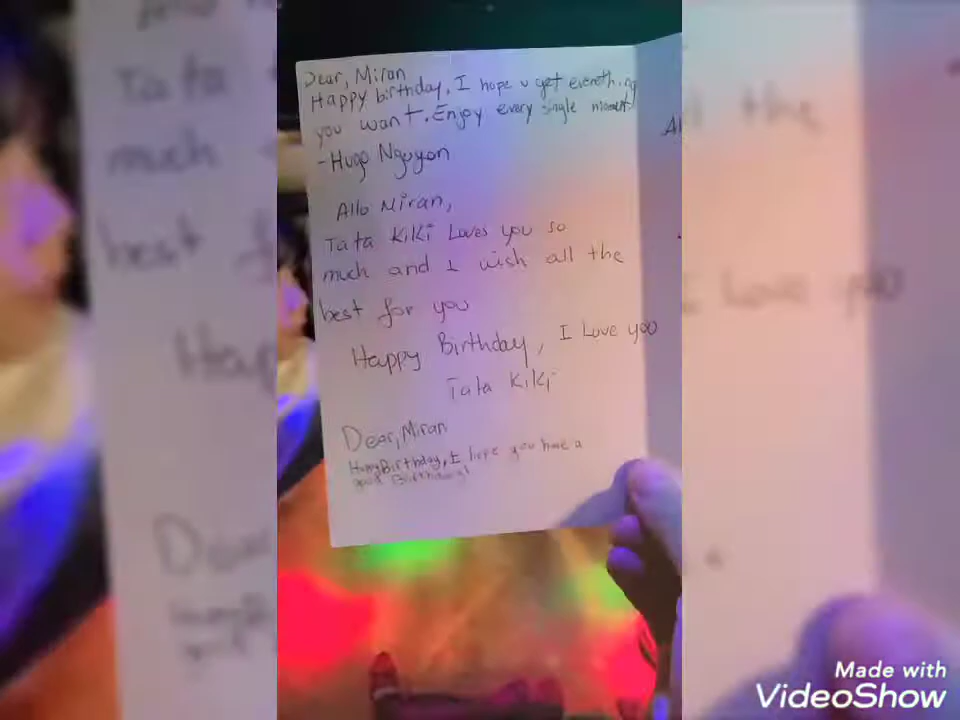 Dear, Miran
Happy birthday, I hope u get everything
you want. Enjoy every single moment
-Hugo Nguyen
Allo Miran,
Tata Kiki Loves you so
much and I wish all the
best for you
Happy Birthday, I Love you
Tata Kiki
Dear, Miran
Happy Birthday, I hope you have a
good Birthday!
Made with
VideoShow